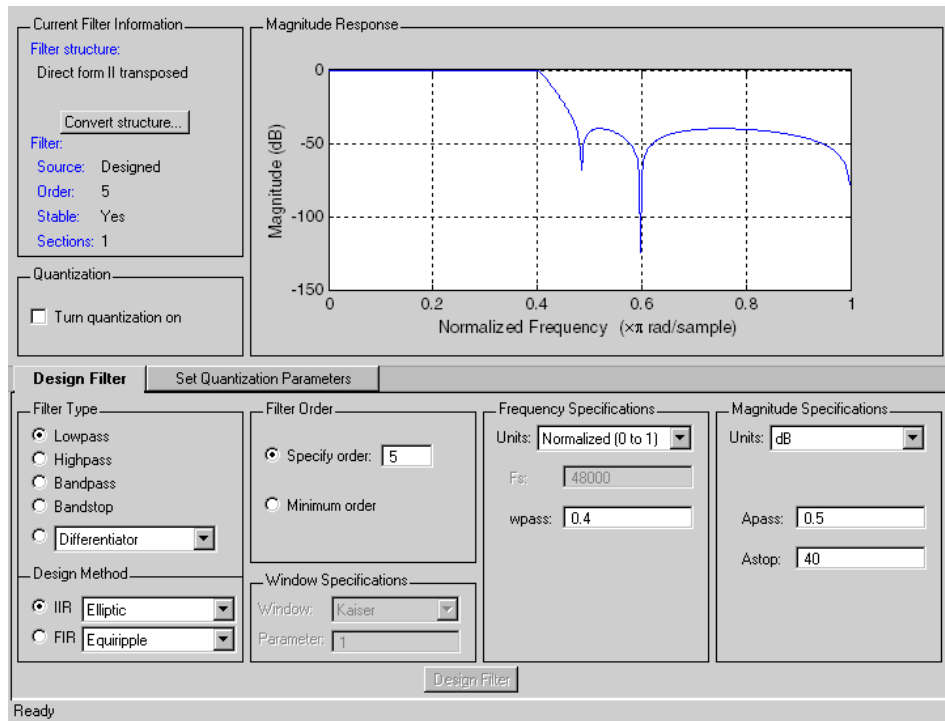 Current Filter Information
Filter structure:
Direct form II transposed
Convert structure...
Filter:
Source: Designed
Order: 5
Stable: Yes
Sections: 1
Quantization
Turn quantization on
Magnitude Response
Magnitude (dB)
0
-50
-100
-150
0 0.2 0.4 0.6 0.8 1
Normalized Frequency (×π rad/sample)
Design Filter
Set Quantization Parameters
Filter Type
Lowpass
Highpass
Bandpass
Bandstop
Differentiator
Design Method
IIR Elliptic
FIR Equiripple
Filter Order
Specify order: 5
Minimum order
Window Specifications
Window: Kaiser
Parameter: 1
Frequency Specifications
Units: Normalized (0 to 1)
Fs: 48000
wpass: 0.4
Magnitude Specifications
Units: dB
Apass: 0.5
Astop: 40
Design Filter
Ready